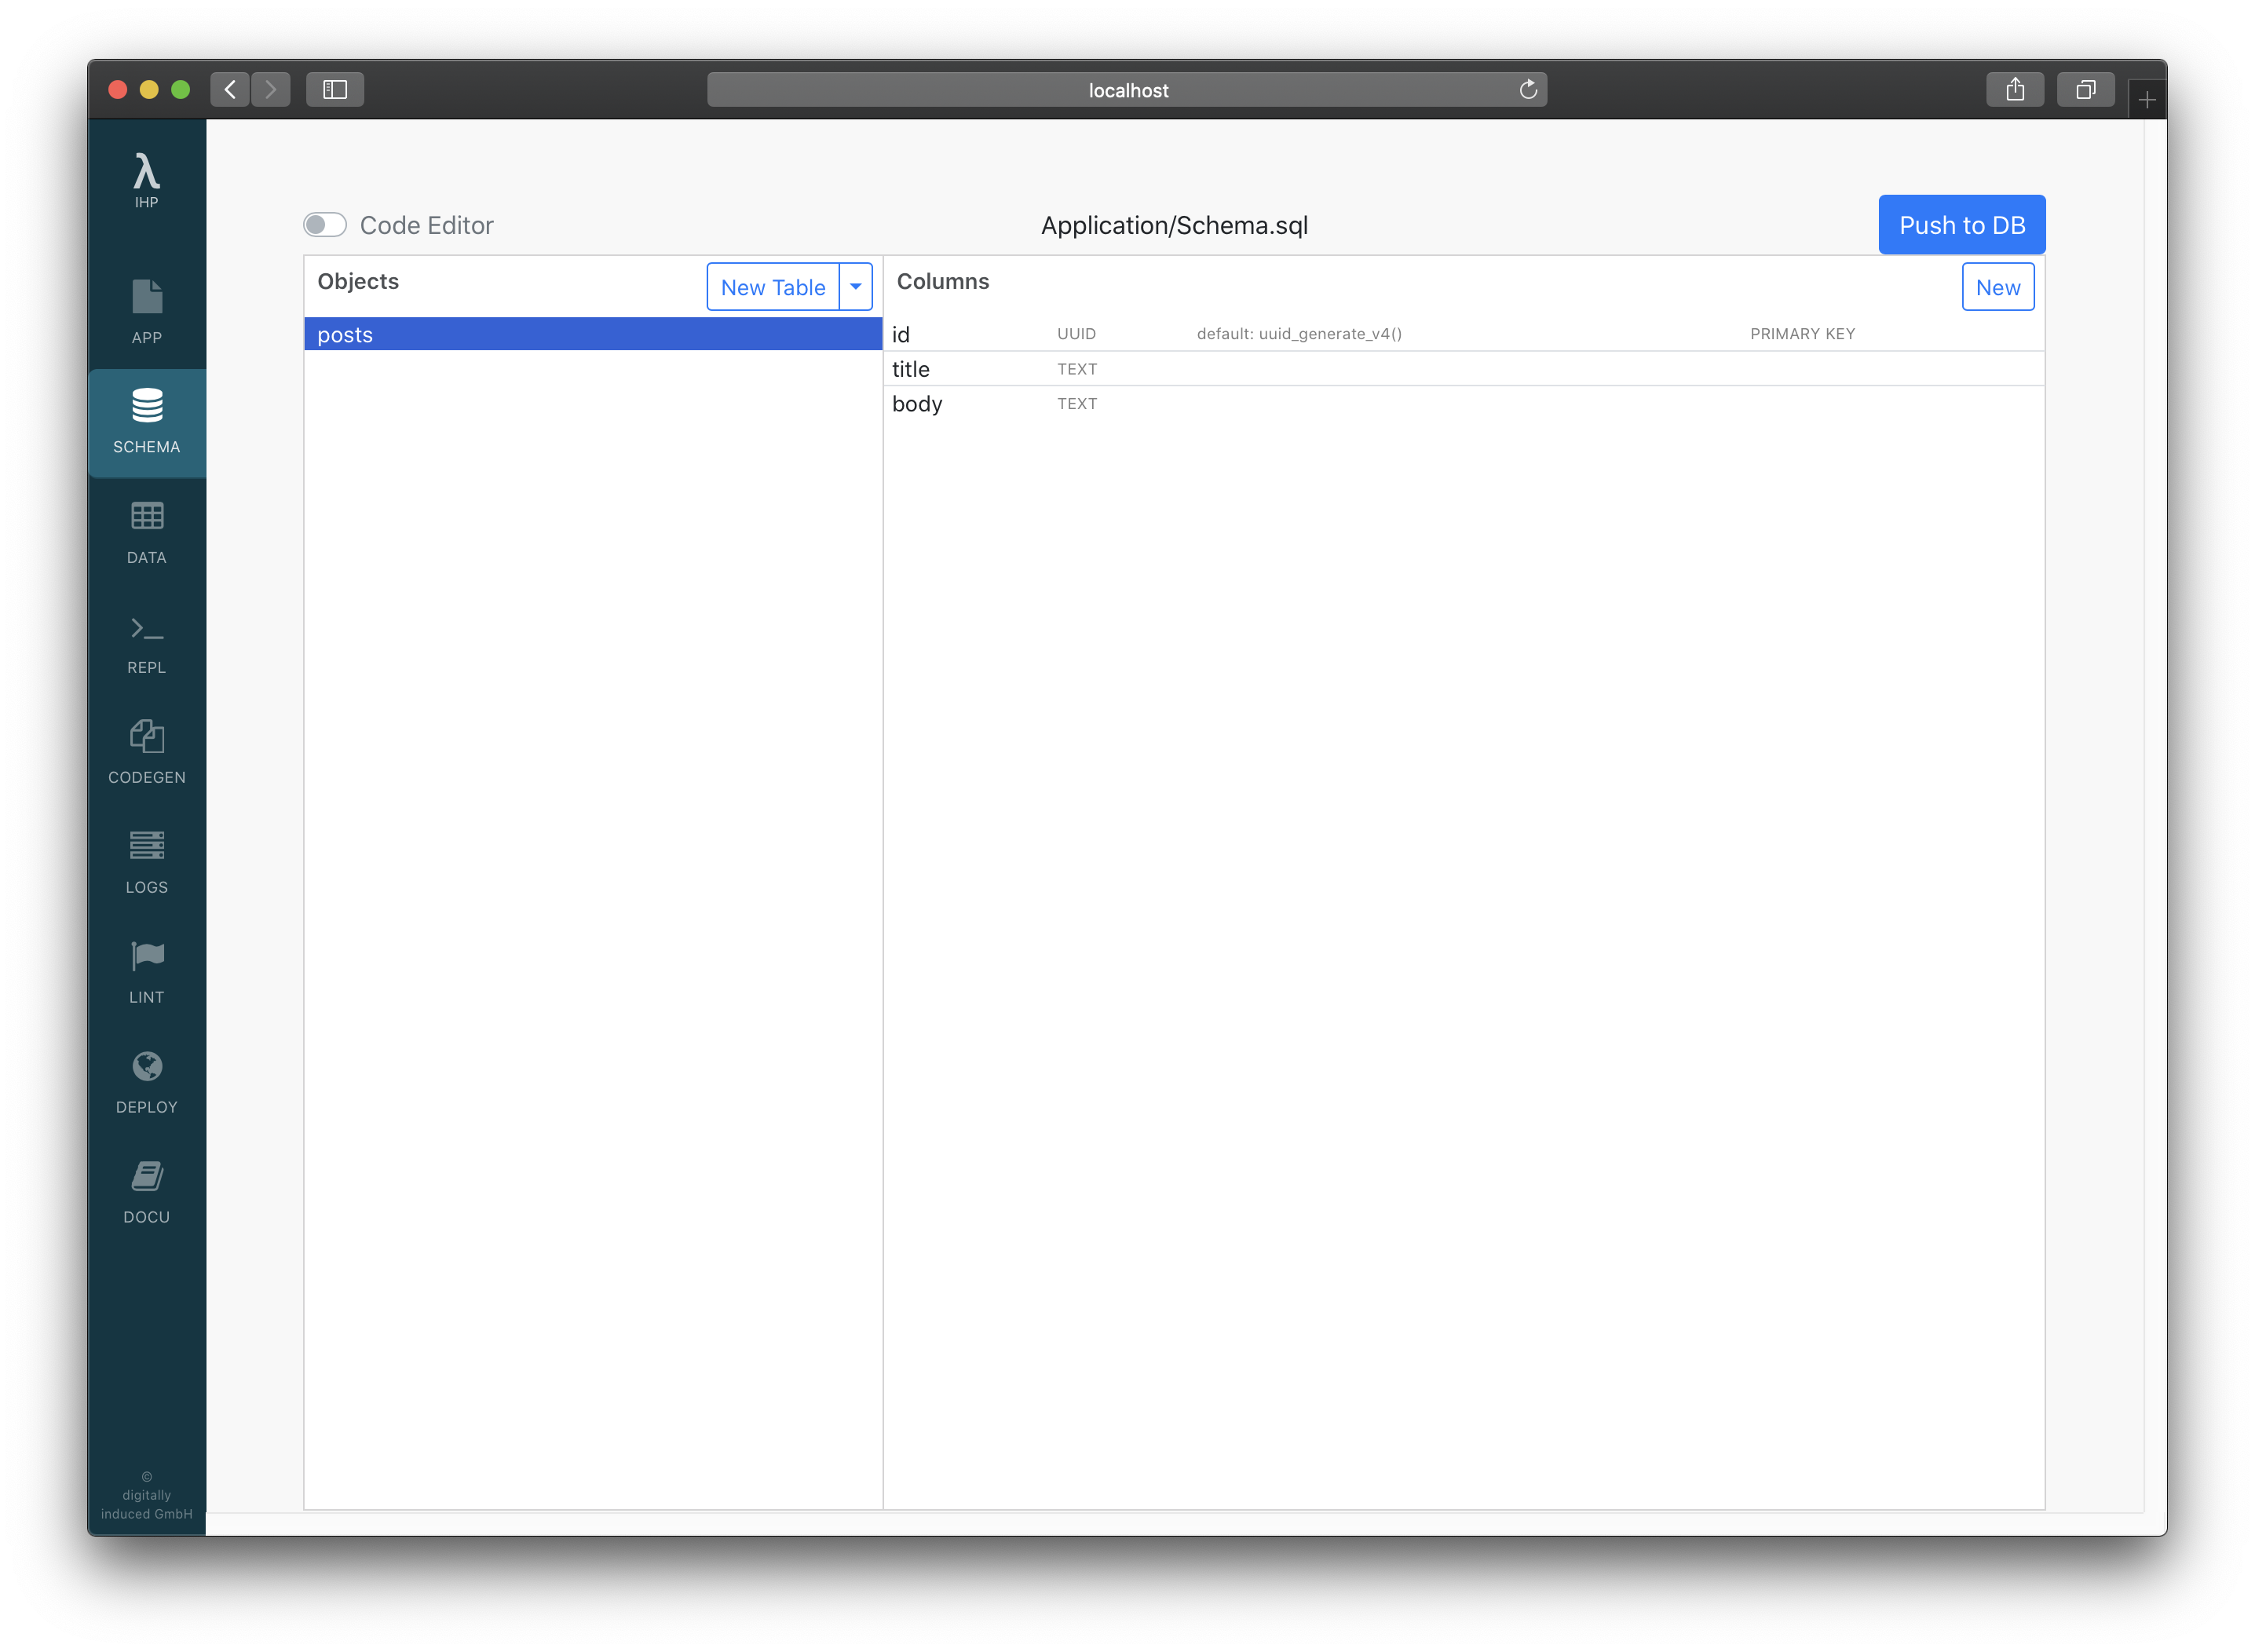 localhost
λ
IHP
APP
SCHEMA
DATA
REPL
CODEGEN
LOGS
LINT
DEPLOY
DOCU
©
digitally
induced GmbH
Code Editor
Application/Schema.sql
Push to DB
Objects
New Table
posts
Columns
New
id UUID default: uuid_generate_v4() PRIMARY KEY
title TEXT
body TEXT